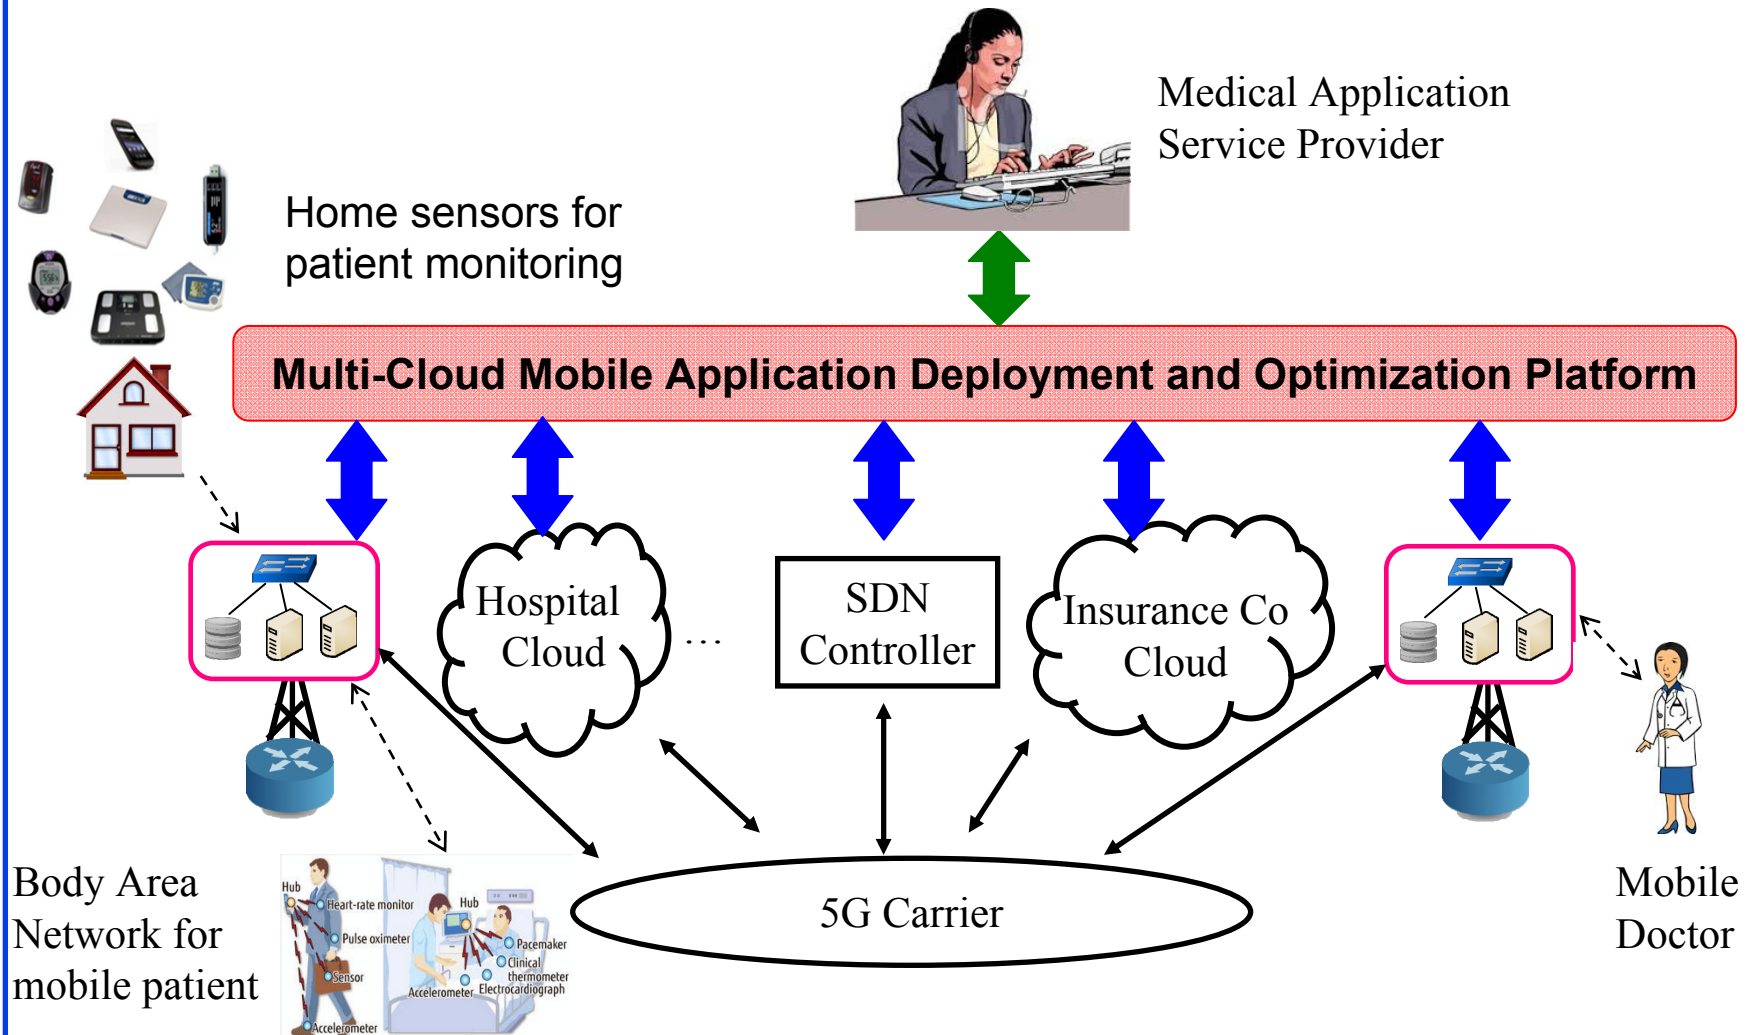 Medical Application
Service Provider
Home sensors for
patient monitoring
Multi-Cloud Mobile Application Deployment and Optimization Platform
Hospital
Cloud
...
SDN
Controller
Insurance Co
Cloud
5G Carrier
Body Area
Network for
mobile patient
Hub
Heart-rate monitor
Pulse oximeter
Sensor
Accelerometer
Hub
Pacemaker
Clinical
thermometer
Accelerometer
Electrocardiograph
Mobile
Doctor